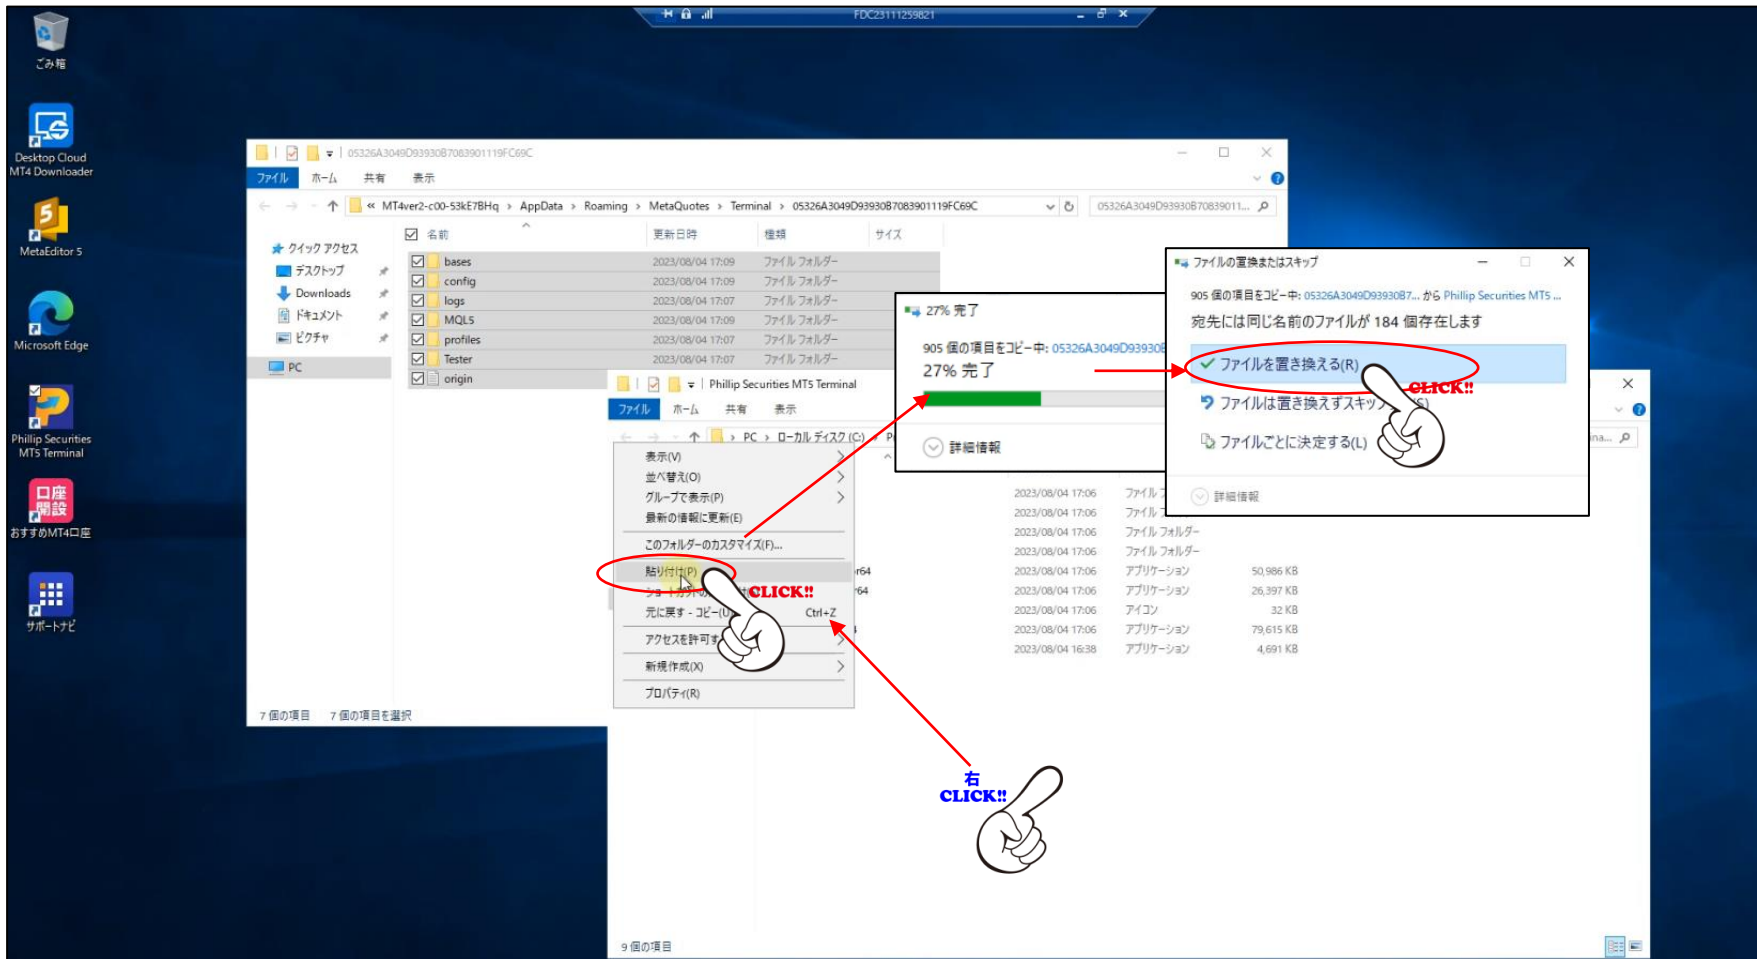 FDC23111259821
ごみ箱
Desktop Cloud
MT4 Downloader
MetaEditor 5
Microsoft Edge
Phillip Securities
MT5 Terminal
口座
開設
おすすめMT4口座
サポートナビ
05326A3049D93930B7083901119FC69C
ファイル ホーム 共有 表示
« MT4ver2-c00-53kE7BHq > AppData > Roaming > MetaQuotes > Terminal > 05326A3049D93930B7083901119FC69C
05326A3049D93930B70839011...
名前 更新日時 種類 サイズ
クイック アクセス
デスクトップ
Downloads
ドキュメント
ピクチャ
PC
bases 2023/08/04 17:09 ファイル フォルダー
config 2023/08/04 17:09 ファイル フォルダー
logs 2023/08/04 17:07 ファイル フォルダー
MQL5 2023/08/04 17:09 ファイル フォルダー
profiles 2023/08/04 17:07 ファイル フォルダー
Tester 2023/08/04 17:07 ファイル フォルダー
origin
7 個の項目 7 個の項目を選択
Phillip Securities MT5 Terminal
ファイル ホーム 共有 表示
> PC > ローカル ディスク (C:)
表示(V)
並べ替え(O)
グループで表示(P)
最新の情報に更新(E)
このフォルダーのカスタマイズ(F)...
貼り付け(P)
CLICK!!
元に戻す - コピー(U) Ctrl+Z
アクセスを許可す
新規作成(X)
プロパティ(R)
r64
64
2023/08/04 17:06 ファイル フ
2023/08/04 17:06 ファイル フ
2023/08/04 17:06 ファイル フォルダー
2023/08/04 17:06 ファイル フォルダー
2023/08/04 17:06 アプリケーション 50,986 KB
2023/08/04 17:06 アプリケーション 26,397 KB
2023/08/04 17:06 アイコン 32 KB
2023/08/04 17:06 アプリケーション 79,615 KB
2023/08/04 16:38 アプリケーション 4,691 KB
27% 完了
905 個の項目をコピー中: 05326A3049D93930B
27% 完了
詳細情報
ファイルの置換またはスキップ
905 個の項目をコピー中: 05326A3049D93930B7... から Phillip Securities MT5 ...
宛先には同じ名前のファイルが 184 個存在します
ファイルを置き換える(R)
CLICK!!
ファイルは置き換えずスキップ (S)
ファイルごとに決定する(L)
詳細情報
右
CLICK!!
9 個の項目